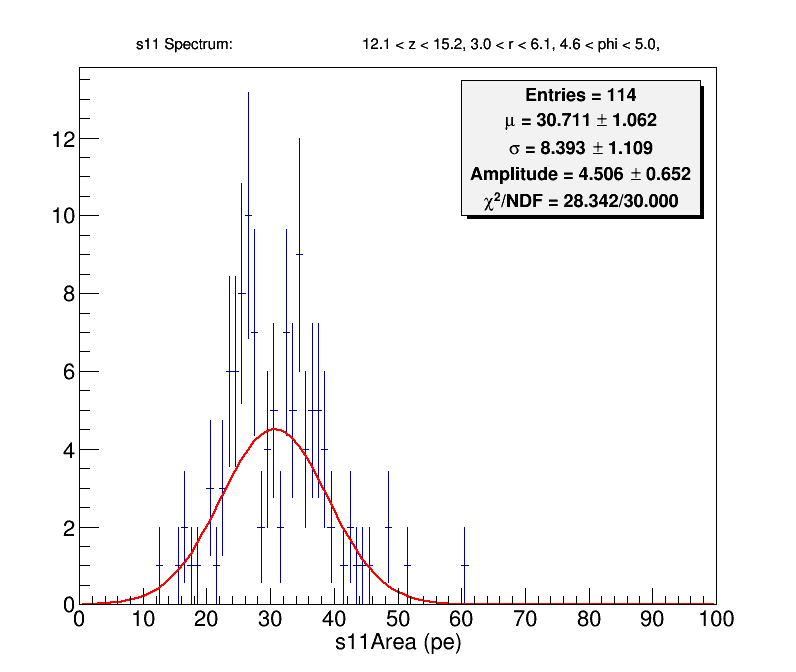 s11 Spectrum: 12.1 < z < 15.2, 3.0 < r < 6.1, 4.6 < phi < 5.0,
Entries = 114
μ = 30.711 ± 1.062
σ = 8.393 ± 1.109
Amplitude = 4.506 ± 0.652
χ²/NDF = 28.342/30.000
12
10
8
6
4
2
0
0 10 20 30 40 50 60 70 80 90 100
s11Area (pe)